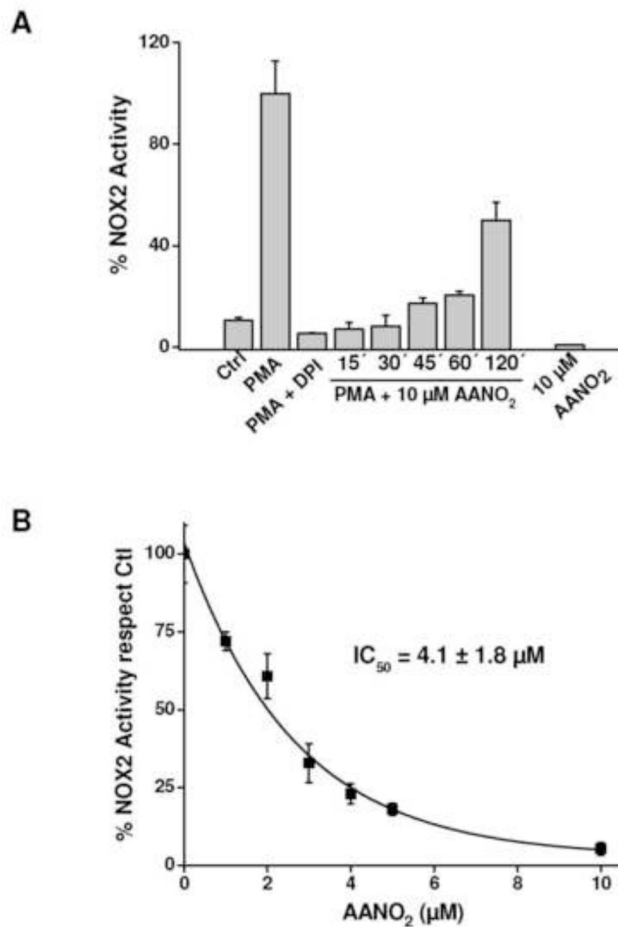 A
120
80
40
0
% NOX2 Activity
Ctrl
PMA
PMA + DPI
15´ 30´ 45´ 60´ 120´
PMA + 10 µM AANO₂
10 µM
AANO₂
B
100
75
50
25
0
% NOX2 Activity respect Ctl
IC₅₀ = 4.1 ± 1.8 µM
0 2 4 6 8 10
AANO₂ (µM)